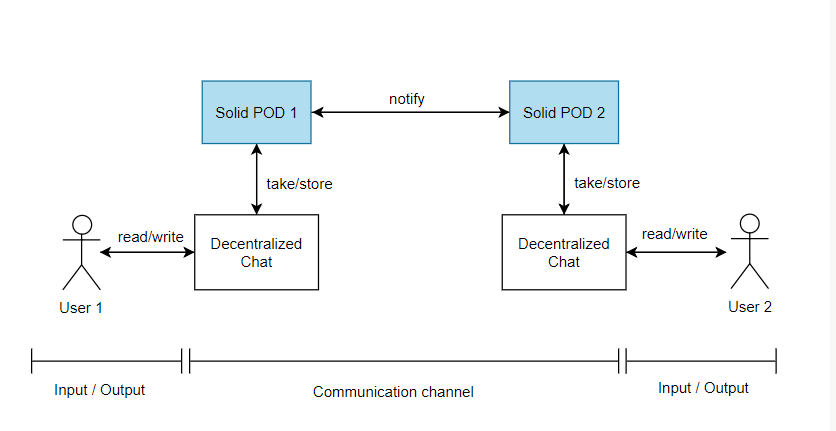 notify
Solid POD 1
Solid POD 2
take/store
take/store
read/write
Decentralized
Chat
Decentralized
Chat
read/write
User 1
User 2
Input / Output
Communication channel
Input / Output